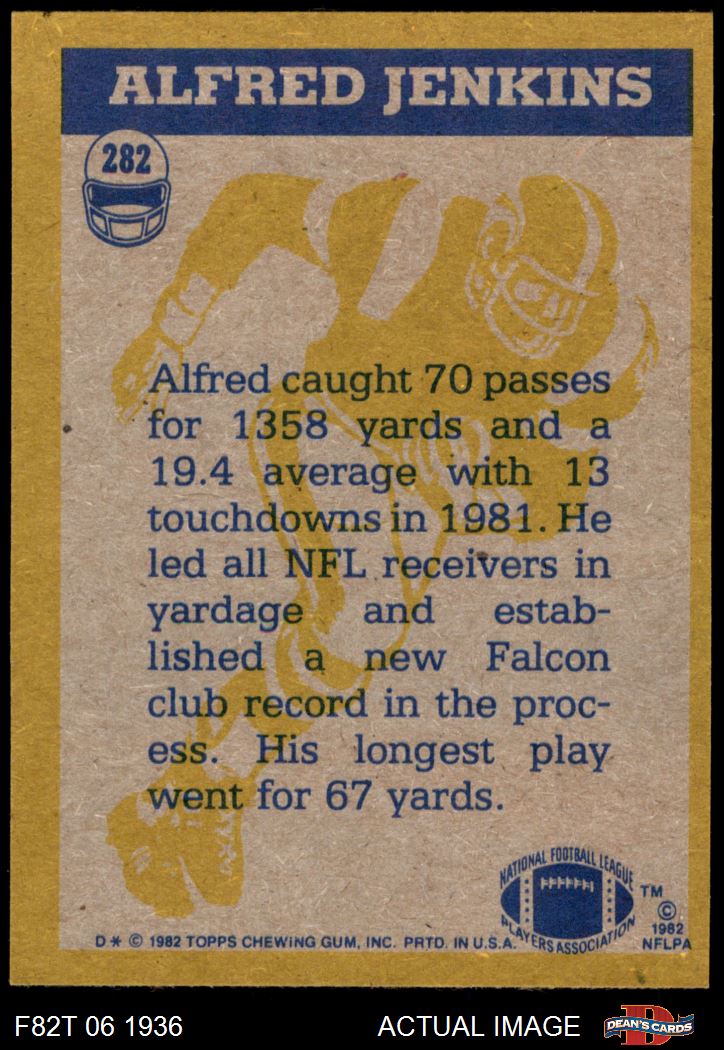 ALFRED JENKINS
282
Alfred caught 70 passes
for 1358 yards and a
19.4 average with 13
touchdowns in 1981. He
led all NFL receivers in
yardage and estab-
lished a new Falcon
club record in the proc-
ess. His longest play
went for 67 yards.
NATIONAL FOOTBALL LEAGUE
PLAYERS ASSOCIATION
TM
©
1982
NFLPA
D * © 1982 TOPPS CHEWING GUM, INC. PRTD. IN U.S.A.
F82T 06 1936
ACTUAL IMAGE
D
DEAN'S CARDS